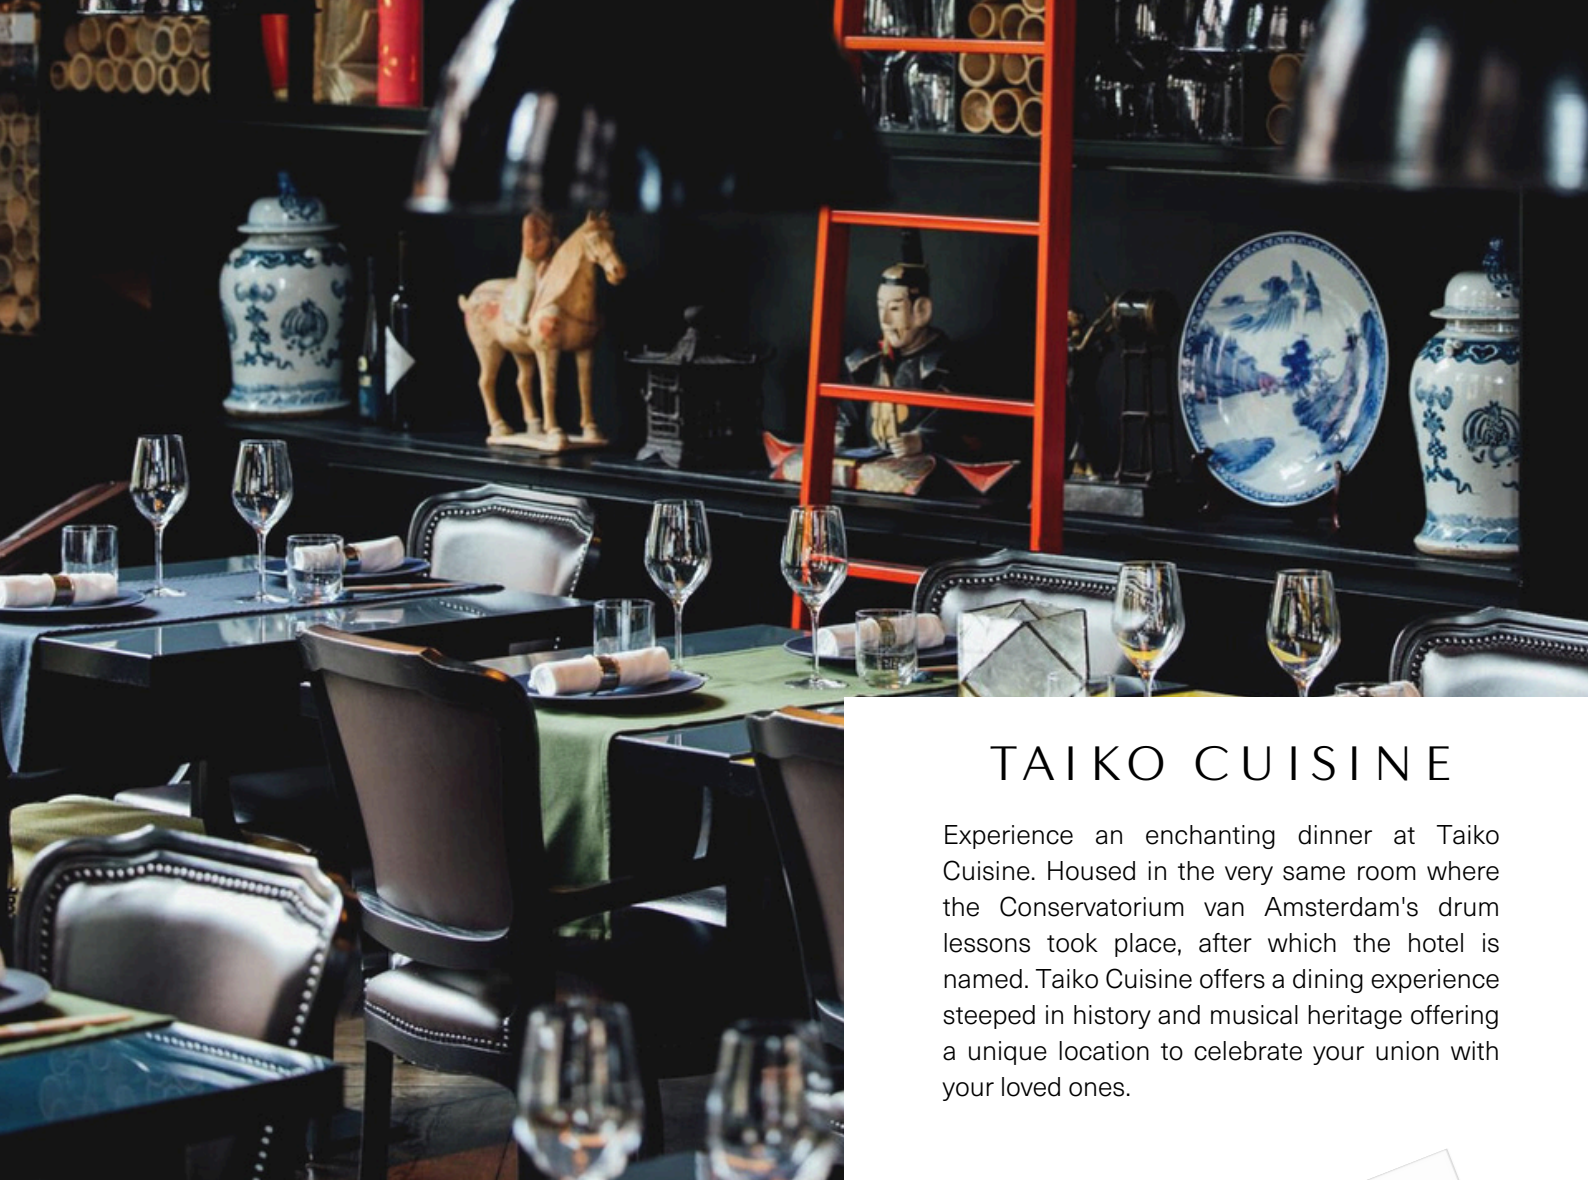 TAIKO CUISINE
Experience an enchanting dinner at Taiko
Cuisine. Housed in the very same room where
the Conservatorium van Amsterdam's drum
lessons took place, after which the hotel is
named. Taiko Cuisine offers a dining experience
steeped in history and musical heritage offering
a unique location to celebrate your union with
your loved ones.